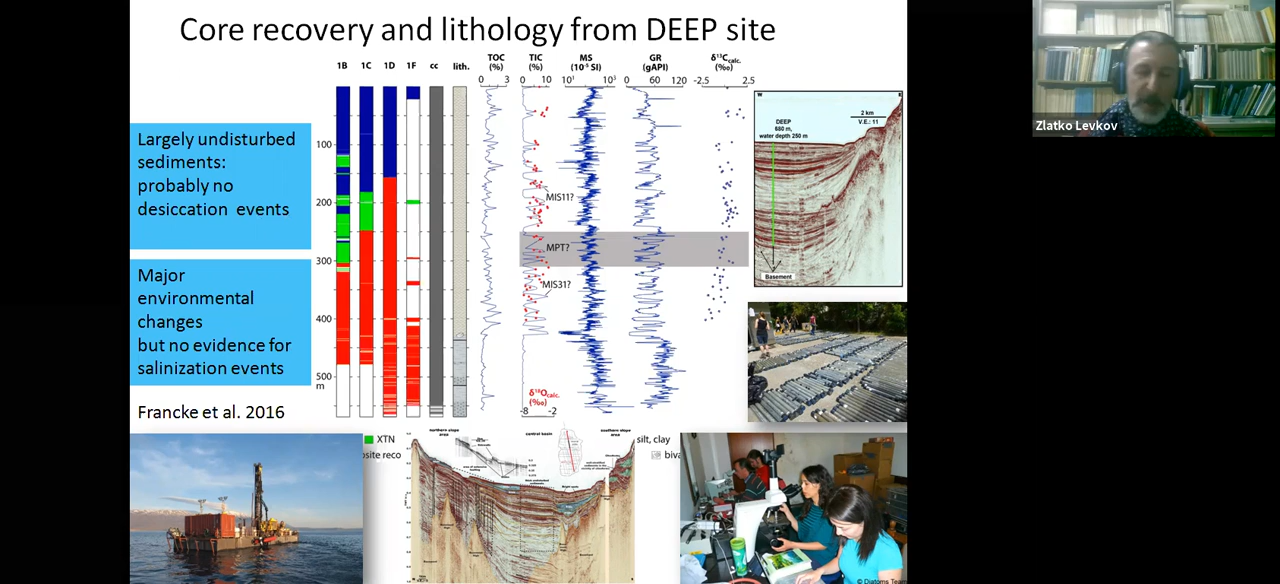 Core recovery and lithology from DEEP site
1B 1C 1D 1F cc lith.
TOC (%) TIC (%) MS (10⁻⁵ SI) GR (gAPI) δ¹³Ccalc. (‰)
0 3 0 10 10¹ 10³ 0 60 120 -2.5 2.5
Largely undisturbed
sediments:
probably no
desiccation events
Major
environmental
changes
but no evidence for
salinization events
Francke et al. 2016
100
200
300
400
500
m
MIS11?
MPT?
MIS31?
δ¹⁸Ocalc.
(‰)
-8 -2
W E
2 km
V.E.: 11
DEEP
680 m,
water depth 250 m
Basement
XTN
silt, clay
site reco
biva
northern slope
area
central basin
southern slope
area
© Diatoms Team
Zlatko Levkov